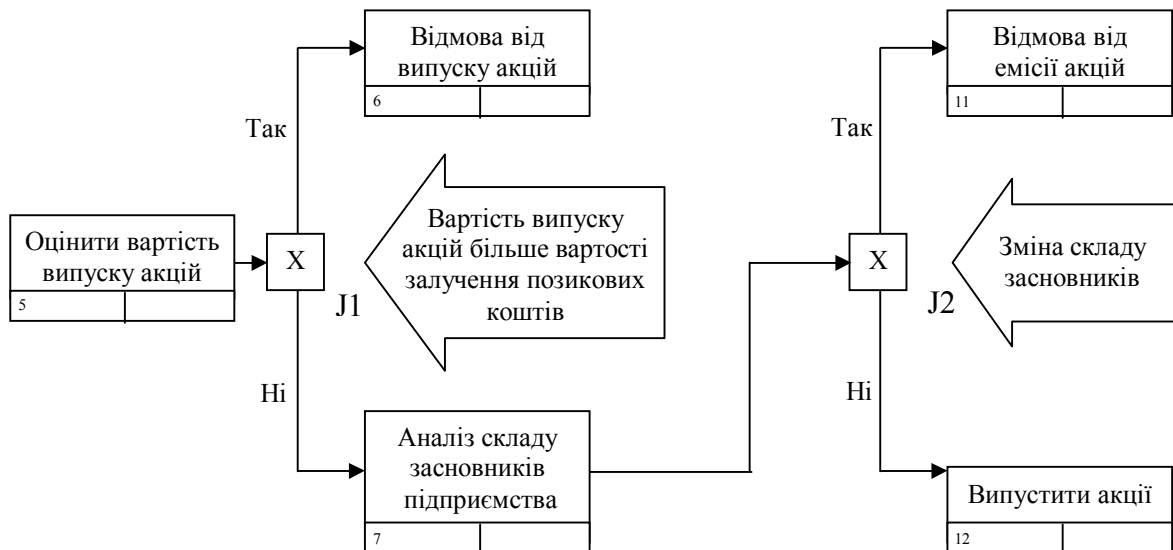 Оцінити вартість
випуску акцій
5
X
J1
Так
Ні
Відмова від
випуску акцій
6
Вартість випуску
акцій більше вартості
залучення позикових
коштів
Аналіз складу
засновників
підприємства
7
X
J2
Так
Ні
Відмова від
емісії акцій
11
Зміна складу
засновників
Випустити акції
12